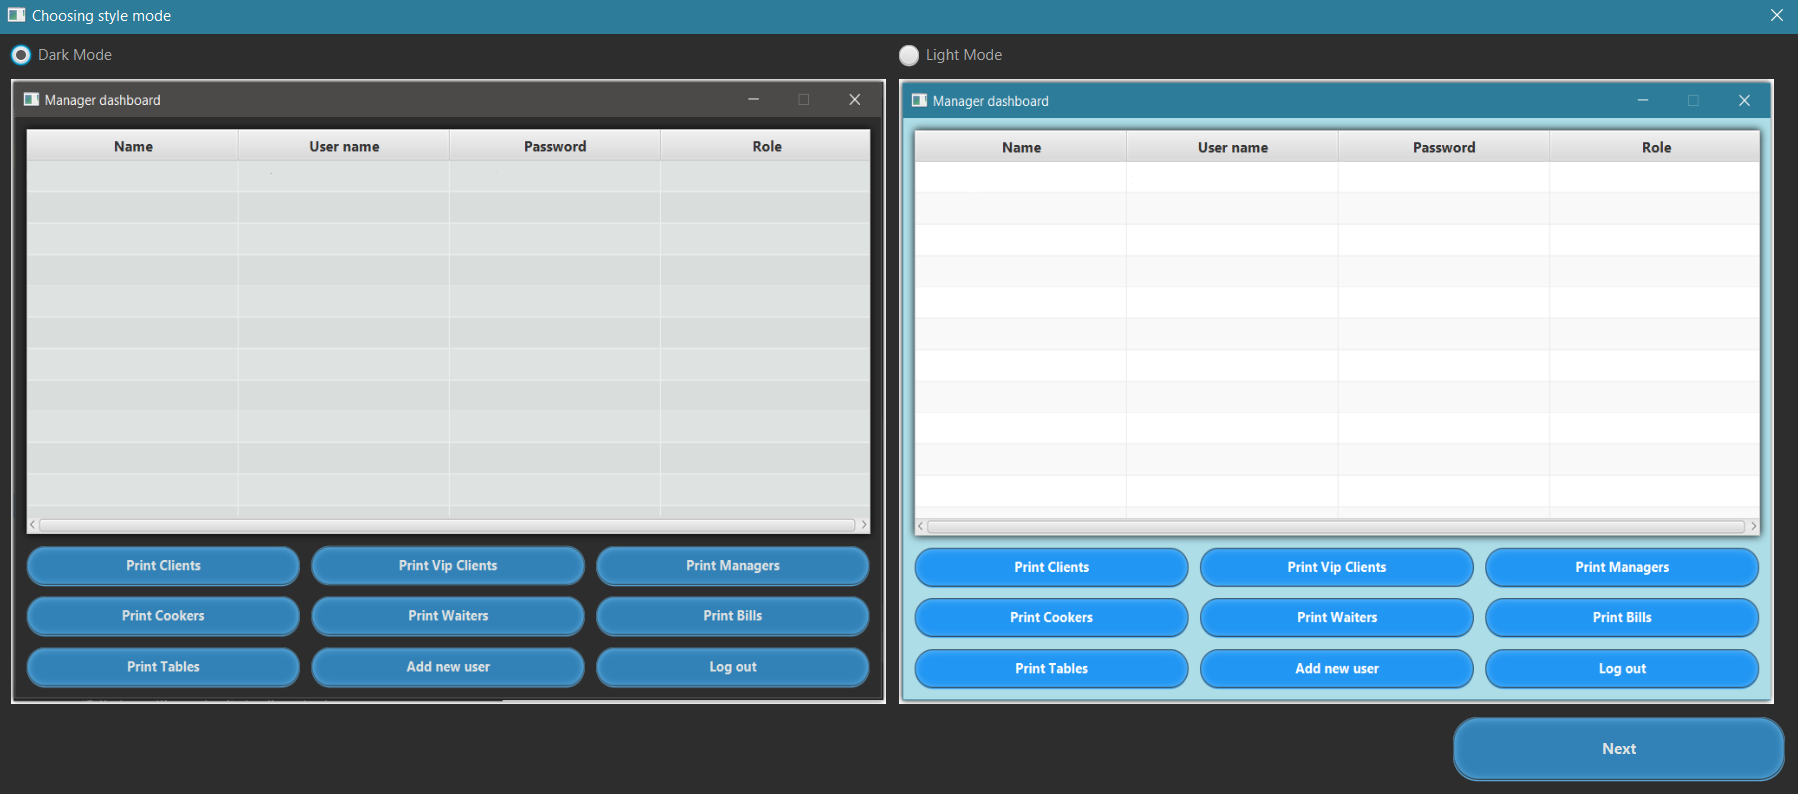 Choosing style mode
Dark Mode
Light Mode
Manager dashboard
Name User name Password Role
Print Clients Print Vip Clients Print Managers
Print Cookers Print Waiters Print Bills
Print Tables Add new user Log out
Manager dashboard
Name User name Password Role
Print Clients Print Vip Clients Print Managers
Print Cookers Print Waiters Print Bills
Print Tables Add new user Log out
Next